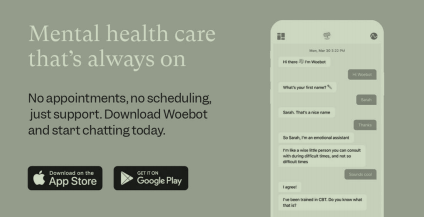 Mental health care
that's always on
No appointments, no scheduling,
just support. Download Woebot
and start chatting today.
Download on the
App Store
GET IT ON
Google Play
Hi there 👋 I'm Woebot
Hi Woebot!
What's your first name? ✏️
Sarah
Sarah. That's a nice name
Thanks
So Sarah, I'm an emotional assistant
I'm like a wise little person you can consult
with during difficult times, and not so
difficult times
I agree!
I've been trained in CBT. Do you know what
that is?